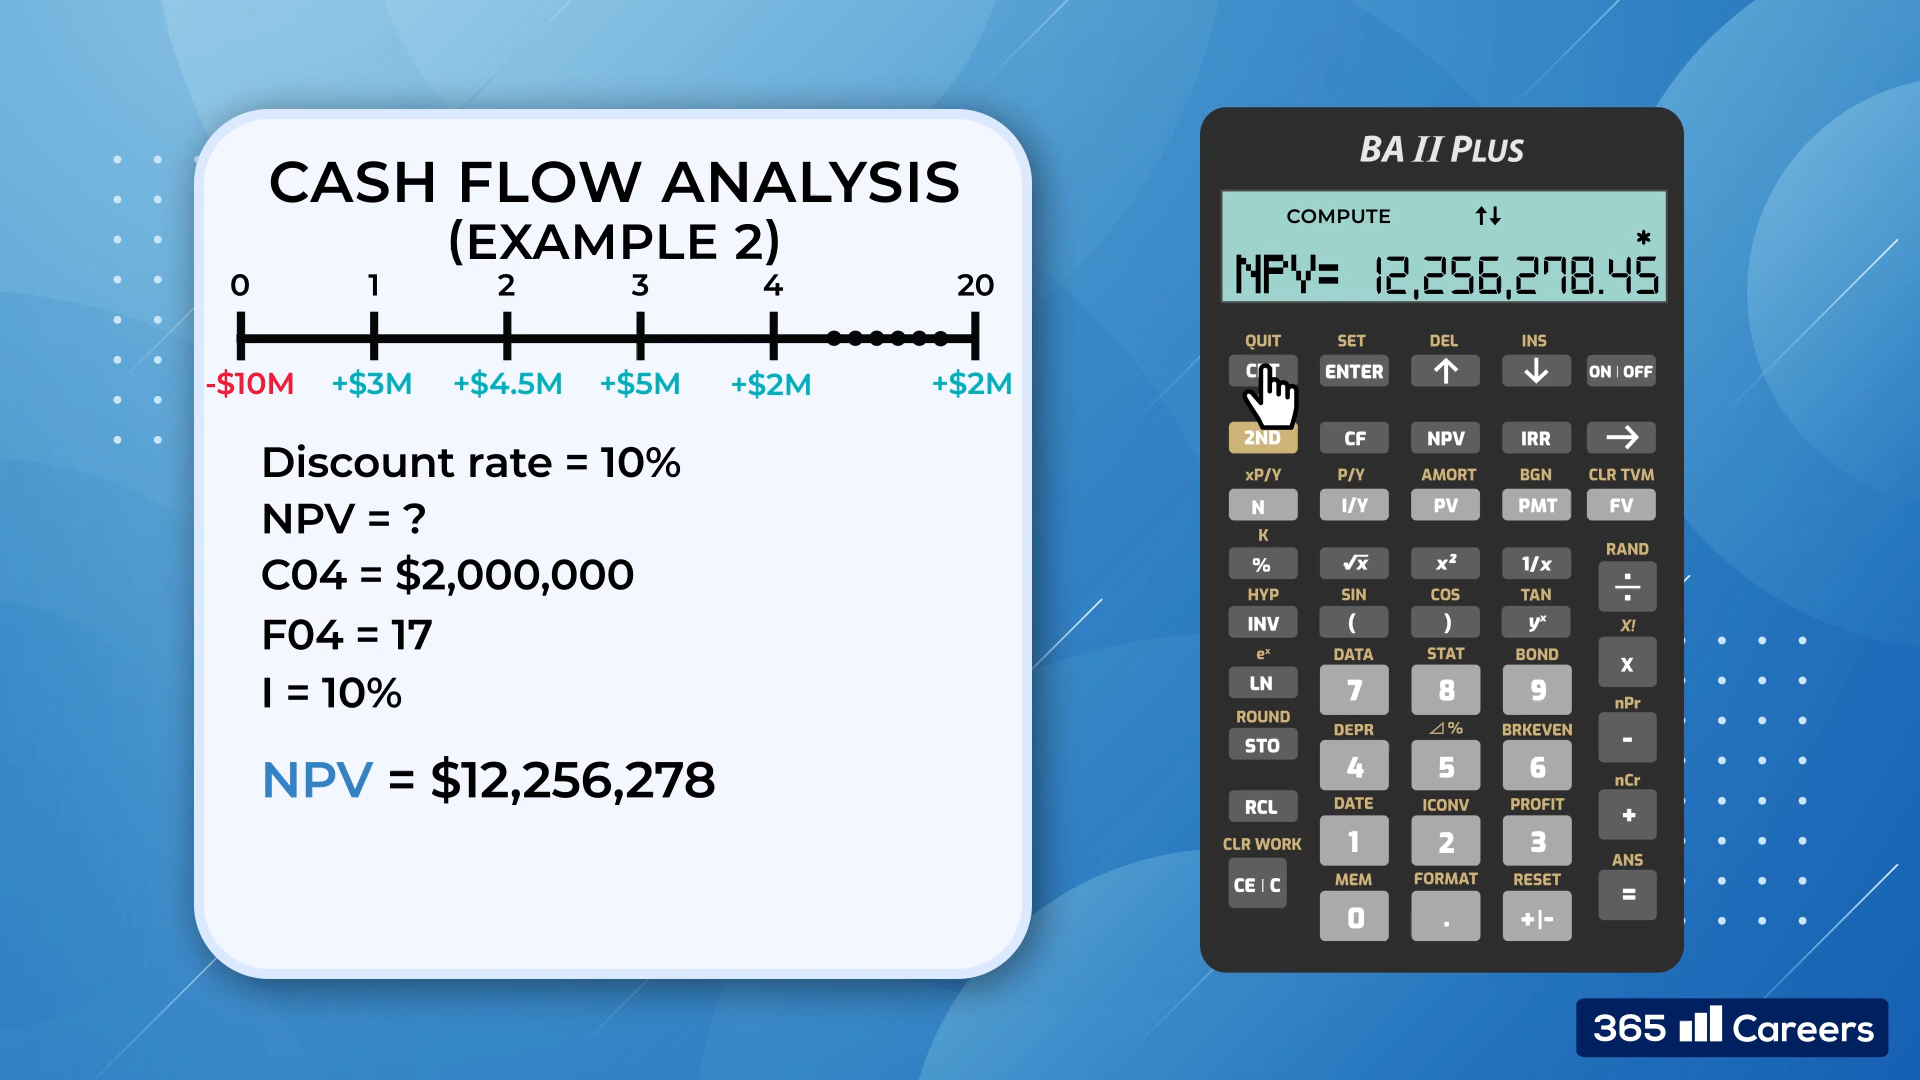 CASH FLOW ANALYSIS
(EXAMPLE 2)
0 1 2 3 4 20
-$10M +$3M +$4.5M +$5M +$2M +$2M
Discount rate = 10%
NPV = ?
C04 = $2,000,000
F04 = 17
I = 10%
NPV = $12,256,278
BA II PLUS
COMPUTE ↑↓
*
NPV= 12,256,278.45
QUIT SET DEL INS
ENTER ↑ ↓ ON | OFF
2ND CF NPV IRR →
xP/Y P/Y AMORT BGN CLR TVM
N I/Y PV PMT FV
K
RAND
% √x x² 1/x ÷
HYP SIN COS TAN
X!
INV ( ) yˣ
eˣ DATA STAT BOND
x
LN 7 8 9
nPr
ROUND DEPR ⊿% BRKEVEN
STO 4 5 6 -
nCr
RCL DATE ICONV PROFIT
+
CLR WORK 1 2 3
ANS
CE | C MEM FORMAT RESET
=
0 . +|-
365 Careers